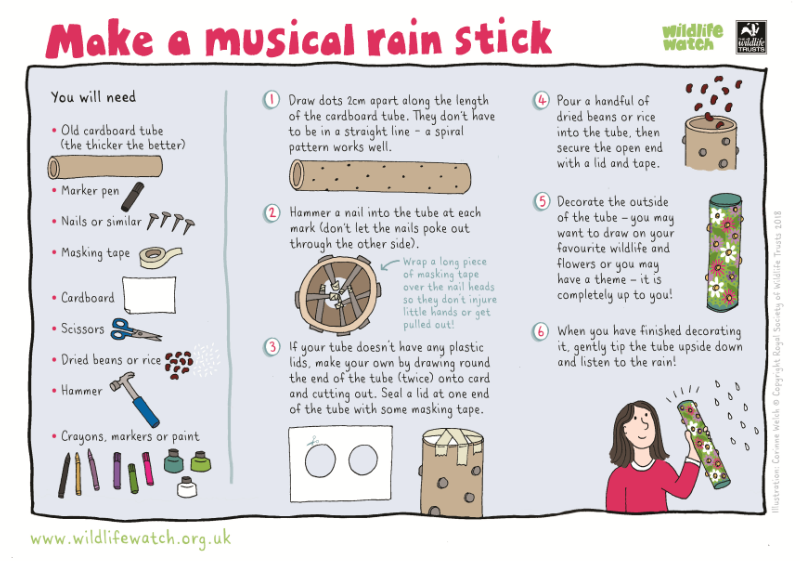 Make a musical rain stick
wildlife
watch
THE
wildlife
TRUSTS
You will need
• Old cardboard tube
(the thicker the better)
• Marker pen
• Nails or similar
• Masking tape
• Cardboard
• Scissors
• Dried beans or rice
• Hammer
• Crayons, markers or paint
1 Draw dots 2cm apart along the length
of the cardboard tube. They don't have
to be in a straight line – a spiral
pattern works well.
2 Hammer a nail into the tube at each
mark (don't let the nails poke out
through the other side).
Wrap a long piece
of masking tape
over the nail heads
so they don't injure
little hands or get
pulled out!
3 If your tube doesn't have any plastic
lids, make your own by drawing round
the end of the tube (twice) onto card
and cutting out. Seal a lid at one end
of the tube with some masking tape.
4 Pour a handful of
dried beans or rice
into the tube, then
secure the open end
with a lid and tape.
5 Decorate the outside
of the tube – you may
want to draw on your
favourite wildlife and
flowers or you may
have a theme – it is
completely up to you!
6 When you have finished decorating
it, gently tip the tube upside down
and listen to the rain!
Illustration: Corinne Welch © Copyright Royal Society of Wildlife Trusts 2018
www.wildlifewatch.org.uk